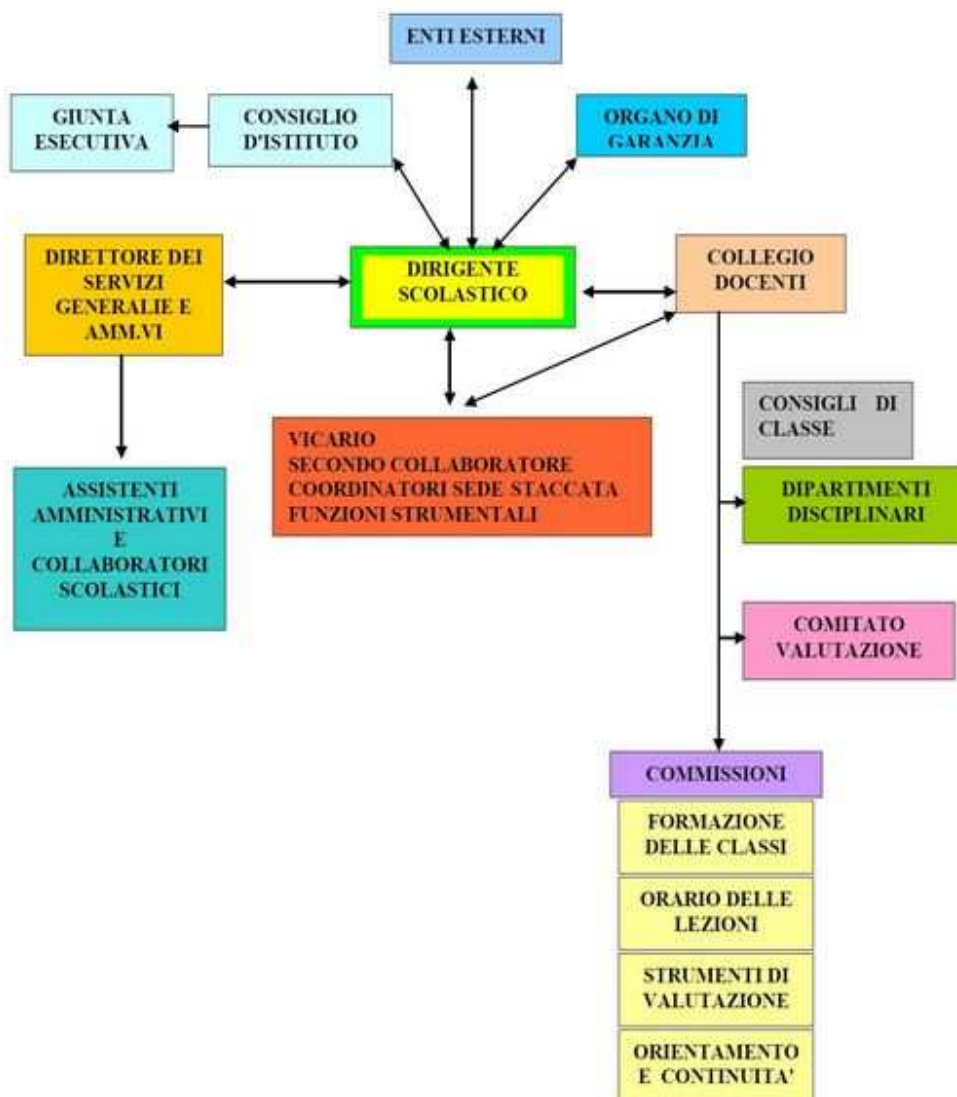 ENTI ESTERNI
GIUNTA
ESECUTIVA
CONSIGLIO
D'ISTITUTO
ORGANO DI
GARANZIA
DIRETTORE DEI
SERVIZI
GENERALIE E
AMM.VI
DIRIGENTE
SCOLASTICO
COLLEGIO
DOCENTI
VICARIO
SECONDO COLLABORATORE
COORDINATORI SEDE STACCATA
FUNZIONI STRUMENTALI
CONSIGLI DI
CLASSE
ASSISTENTI
AMMINISTRATIVI
E
COLLABORATORI
SCOLASTICI
DIPARTIMENTI
DISCIPLINARI
COMITATO
VALUTAZIONE
COMMISSIONI
FORMAZIONE
DELLE CLASSI
ORARIO DELLE
LEZIONI
STRUMENTI DI
VALUTAZIONE
ORIENTAMENTO
E CONTINUITA'